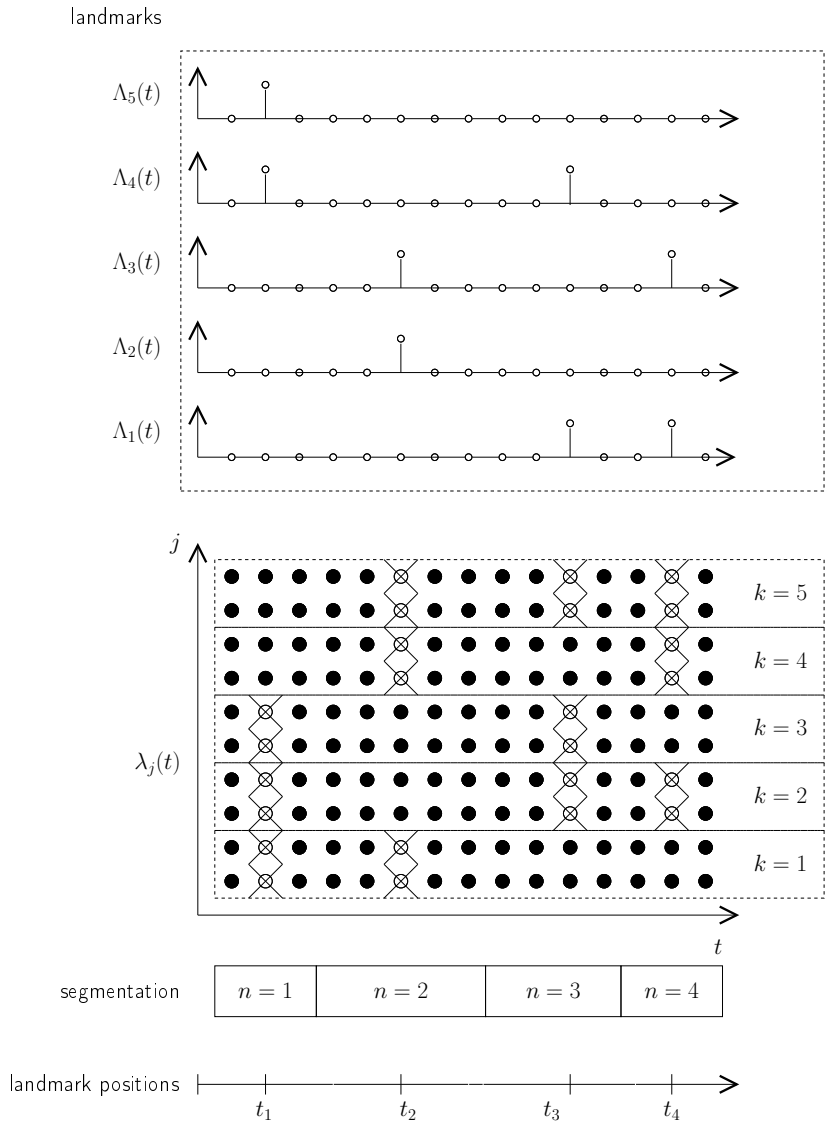 landmarks
Λ₅(t)
Λ₄(t)
Λ₃(t)
Λ₂(t)
Λ₁(t)
j
k = 5
k = 4
k = 3
λⱼ(t)
k = 2
k = 1
t
segmentation n = 1 n = 2 n = 3 n = 4
landmark positions
t₁ t₂ t₃ t₄